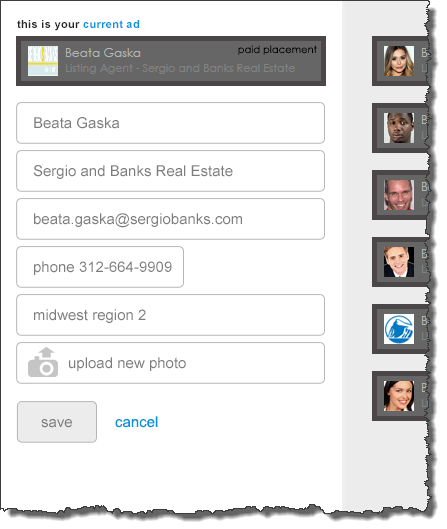 this is your current ad
Beata Gaska
paid placement
Listing Agent - Sergio and Banks Real Estate
Beata Gaska
Sergio and Banks Real Estate
beata.gaska@sergiobanks.com
phone 312-664-9909
midwest region 2
upload new photo
save cancel